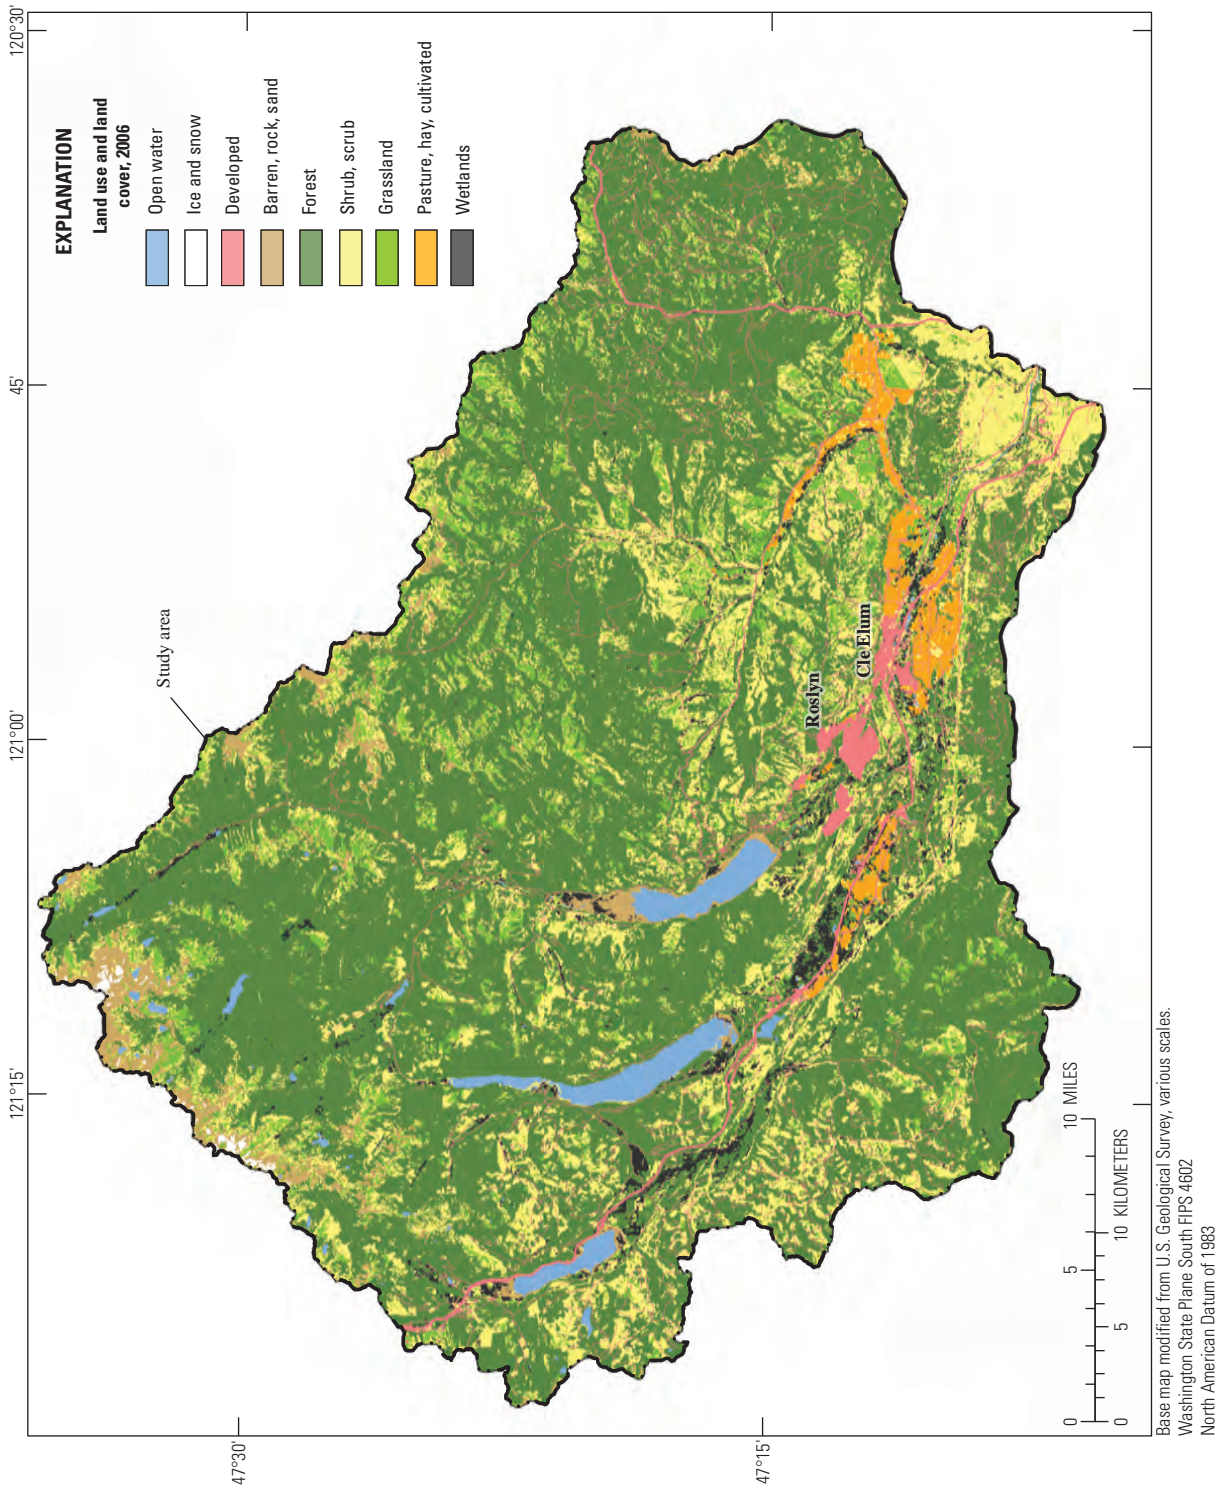 121°15'
121°00'
45'
120°30'
47°30'
47°15'
Study area
Roslyn
Cle Elum
EXPLANATION
Land use and land
cover, 2006
Open water
Ice and snow
Developed
Barren, rock, sand
Forest
Shrub, scrub
Grassland
Pasture, hay, cultivated
Wetlands
0 5 10 MILES
0 5 10 KILOMETERS
Base map modified from U.S. Geological Survey, various scales.
Washington State Plane South FIPS 4602
North American Datum of 1983